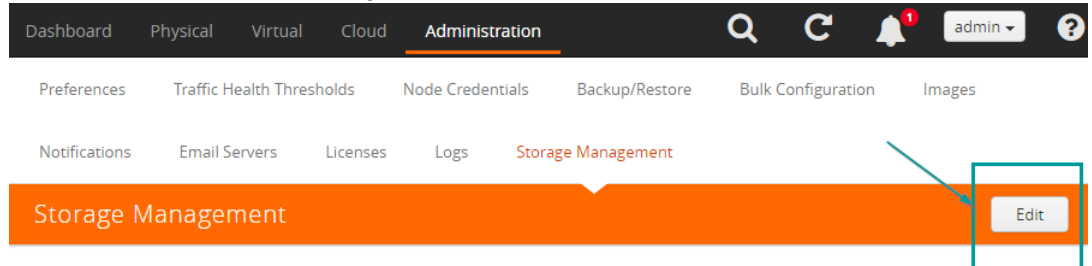 Dashboard Physical Virtual Cloud Administration 1 admin ?
Preferences Traffic Health Thresholds Node Credentials Backup/Restore Bulk Configuration Images
Notifications Email Servers Licenses Logs Storage Management
Storage Management Edit